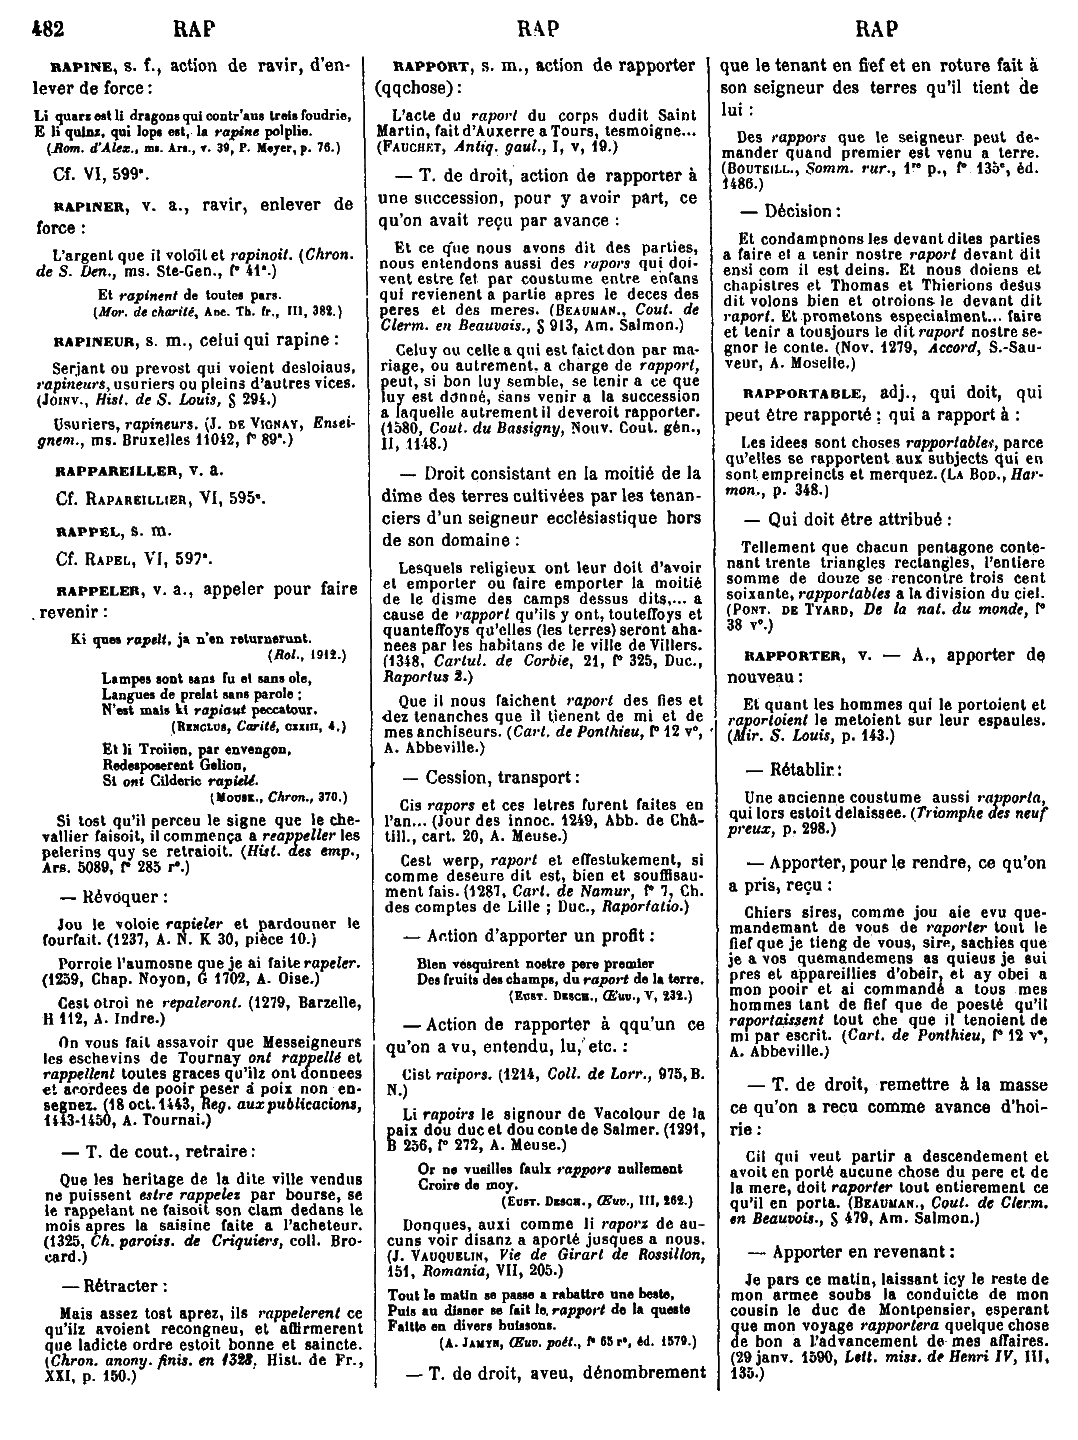 482 RAP RAP RAP
RAPINE, s. f., action de ravir, d'en-
lever de force :
Li quarz est li dragons qui contr'aus treis foudrie,
E li quinz, qui lops est, la rapine polplie.
(Rom. d'Alex., ms. Ars., v. 39, P. Meyer, p. 76.)
Cf. VI, 599ª.
RAPINER, v. a., ravir, enlever de
force :
L'argent que il voloit et rapinoit. (Chron.
de S. Den., ms. Ste-Gen., f° 41ª.)
Et rapinent de toutes pars.
(Mor. de charité, Anc. Th. fr., III, 382.)
RAPINEUR, s. m., celui qui rapine :
Serjant ou prevost qui voient desloiaus,
rapineurs, usuriers ou pleins d'autres vices.
(JOINV., Hist. de S. Louis, § 294.)
Usuriers, rapineurs. (J. DE VIGNAY, Ensei-
gnem., ms. Bruxelles 11042, f° 89ª.)
RAPPAREILLER, v. a.
Cf. RAPAREILLIER, VI, 595ª.
RAPPEL, s. m.
Cf. RAPEL, VI, 597ª.
RAPPELER, v. a., appeler pour faire
revenir :
Ki ques rapelt, ja n'en returnerunt.
(Rol., 1912.)
Lampes sont sans fu et sans ole,
Langues de prelat sans parole ;
N'est mais ki rapiaut peccatour.
(RENCLUS, Carité, CXXIII, 4.)
Et li Troiien, par envengon,
Redesposerent Gelion,
Si ont Cilderic rapielé.
(MOUSK., Chron., 370.)
Si tost qu'il perceu le signe que le che-
vallier faisoit, il commença a reappeller les
pelerins quy se retraioit. (Hist. des emp.,
Ars. 5089, f° 285 r°.)
— Révoquer :
Jou le voloie rapieler et pardouner le
fourfait. (1237, A. N. K 30, pièce 10.)
Porroie l'aumosne que je ai faite rapeler.
(1259, Chap. Noyon, G 1702, A. Oise.)
Cest otroi ne repaleront. (1279, Barzelle,
H 112, A. Indre.)
On vous fait assavoir que Messeigneurs
les eschevins de Tournay ont rappellé et
rappellent toutes graces qu'ilz ont donnees
et acordees de pooir peser a poix non en-
segnez. (18 oct. 1443, Reg. aux publicacions,
1443-1450, A. Tournai.)
— T. de cout., retraire :
Que les heritage de la dite ville vendus
ne puissent estre rappelez par bourse, se
le rappelant ne faisoit son clam dedans le
mois apres la saisine faite a l'acheteur.
(1325, Ch. paroiss. de Criquiers, coll. Bro-
card.)
— Rétracter :
Mais assez tost aprez, ils rappelerent ce
qu'ilz avoient recongneu, et affirmerent
que ladicte ordre estoit bonne et saincte.
(Chron. anony. finis. en 1328, Hist. de Fr.,
XXI, p. 150.)
RAPPORT, s. m., action de rapporter
(qqchose) :
L'acte du raport du corps dudit Saint
Martin, fait d'Auxerre a Tours, tesmoigne...
(FAUCHET, Antiq. gaul., I, v, 19.)
— T. de droit, action de rapporter à
une succession, pour y avoir part, ce
qu'on avait reçu par avance :
Et ce que nous avons dit des parties,
nous entendons aussi des rapors qui doi-
vent estre fet par coustume entre enfans
qui revienent a partie apres le deces des
peres et des meres. (BEAUMAN., Cout. de
Clerm. en Beauvois., § 913, Am. Salmon.)
Celuy ou celle a qui est faict don par ma-
riage, ou autrement, a charge de rapport,
peut, si bon luy semble, se tenir a ce que
luy est donné, sans venir a la succession
a laquelle autrement il deveroit rapporter.
(1580, Cout. du Bassigny, Nouv. Cout. gén.,
II, 1148.)
— Droit consistant en la moitié de la
dîme des terres cultivées par les tenan-
ciers d'un seigneur ecclésiastique hors
de son domaine :
Lesquels religieux ont leur doit d'avoir
et emporter ou faire emporter la moitié
de le disme des camps dessus dits,... a
cause de rapport qu'ils y ont, touteffoys et
quanteffoys qu'elles (les terres) seront aha-
nees par les habitans de le ville de Villers.
(1348, Cartul. de Corbie, 21, f° 325, Duc.,
Raportus 2.)
Que il nous faichent raport des fies et
dez tenanches que il tienent de mi et de
mes anchiseurs. (Cart. de Ponthieu, f° 12 v°,
A. Abbeville.)
— Cession, transport :
Cis rapors et ces letres furent faites en
l'an... (Jour des innoc. 1249, Abb. de Châ-
till., cart. 20, A. Meuse.)
Cest werp, raport et effestukement, si
comme deseure dit est, bien et souffisau-
ment fais. (1287, Cart. de Namur, f° 7, Ch.
des comptes de Lille ; Duc., Raportatio.)
— Action d'apporter un profit :
Bien vesquirent nostre pere premier
Des fruits des champs, du raport de la terre.
(EUST. DESCH., Œuv., V, 232.)
— Action de rapporter à qqu'un ce
qu'on a vu, entendu, lu, etc. :
Cist raipors. (1214, Coll. de Lorr., 975, B.
N.)
Li rapoirs le signour de Vacolour de la
paix dou duc et dou conte de Salmer. (1291,
B 256, f° 272, A. Meuse.)
Or ne vueilles faulx rappors nullement
Croire de moy.
(EUST. DESCH., Œuv., III, 262.)
Donques, auxi comme li raporz de au-
cuns voir disanz a aporté jusques a nous.
(J. VAUQUELIN, Vie de Girart de Rossillon,
151, Romania, VII, 205.)
Tout le matin se passe a rabattre une beste,
Puis au disner se fait le rapport de la queste
Faitte en divers buissons.
(A. JAMYN, Œuv. poét., f° 65 r°, éd. 1579.)
— T. de droit, aveu, dénombrement
que le tenant en fief et en roture fait à
son seigneur des terres qu'il tient de
lui :
Des rappors que le seigneur peut de-
mander quand premier est venu a terre.
(BOUTEILL., Somm. rur., 1re p., f° 135ᶜ, éd.
1486.)
— Décision :
Et condampnons les devant dites parties
a faire et a tenir nostre raport devant dit
ensi com il est deins. Et nous doiens et
chapistres et Thomas et Thierions desus
dit volons bien et otroions le devant dit
raport. Et prometons especialment... faire
et tenir a tousjours le dit raport nostre se-
gnor le conte. (Nov. 1279, Accord, S.-Sau-
veur, A. Moselle.)
RAPPORTABLE, adj., qui doit, qui
peut être rapporté ; qui a rapport à :
Les idees sont choses rapportables, parce
qu'elles se rapportent aux subjects qui en
sont empreincts et merquez. (LA BOD., Har-
mon., p. 348.)
— Qui doit être attribué :
Tellement que chacun pentagone conte-
nant trente triangles rectangles, l'entiere
somme de douze se rencontre trois cent
soixante, rapportables a la division du ciel.
(PONT. DE TYARD, De la nat. du monde, f°
38 v°.)
RAPPORTER, v. — A., apporter de
nouveau :
Et quant les hommes qui le portoient et
raportoient le metoient sur leur espaules.
(Mir. S. Louis, p. 143.)
— Rétablir :
Une ancienne coustume aussi rapporta,
qui lors estoit delaissee. (Triomphe des neuf
preux, p. 298.)
— Apporter, pour le rendre, ce qu'on
a pris, reçu :
Chiers sires, comme jou aie evu que-
mandemant de vous de raporter tout le
fief que je tieng de vous, sire, sachies que
je a vos quemandemens as quieus je sui
pres et appareillies d'obeir, et ay obei a
mon pooir et ai commandé a tous mes
hommes tant de fief que de poesté qu'il
raportaissent tout che que il tenoient de
mi par escrit. (Cart. de Ponthieu, f° 12 v°,
A. Abbeville.)
— T. de droit, remettre à la masse
ce qu'on a recu comme avance d'hoi-
rie :
Cil qui veut partir a descendement et
avoit en porté aucune chose du pere et de
la mere, doit raporter tout entierement ce
qu'il en porta. (BEAUMAN., Cout. de Clerm.
en Beauvois., § 479, Am. Salmon.)
— Apporter en revenant :
Je pars ce matin, laissant icy le reste de
mon armee soubs la conduicte de mon
cousin le duc de Montpensier, esperant
que mon voyage rapportera quelque chose
de bon a l'advancement de mes affaires.
(29 janv. 1590, Lett. miss. de Henri IV, III,
135.)